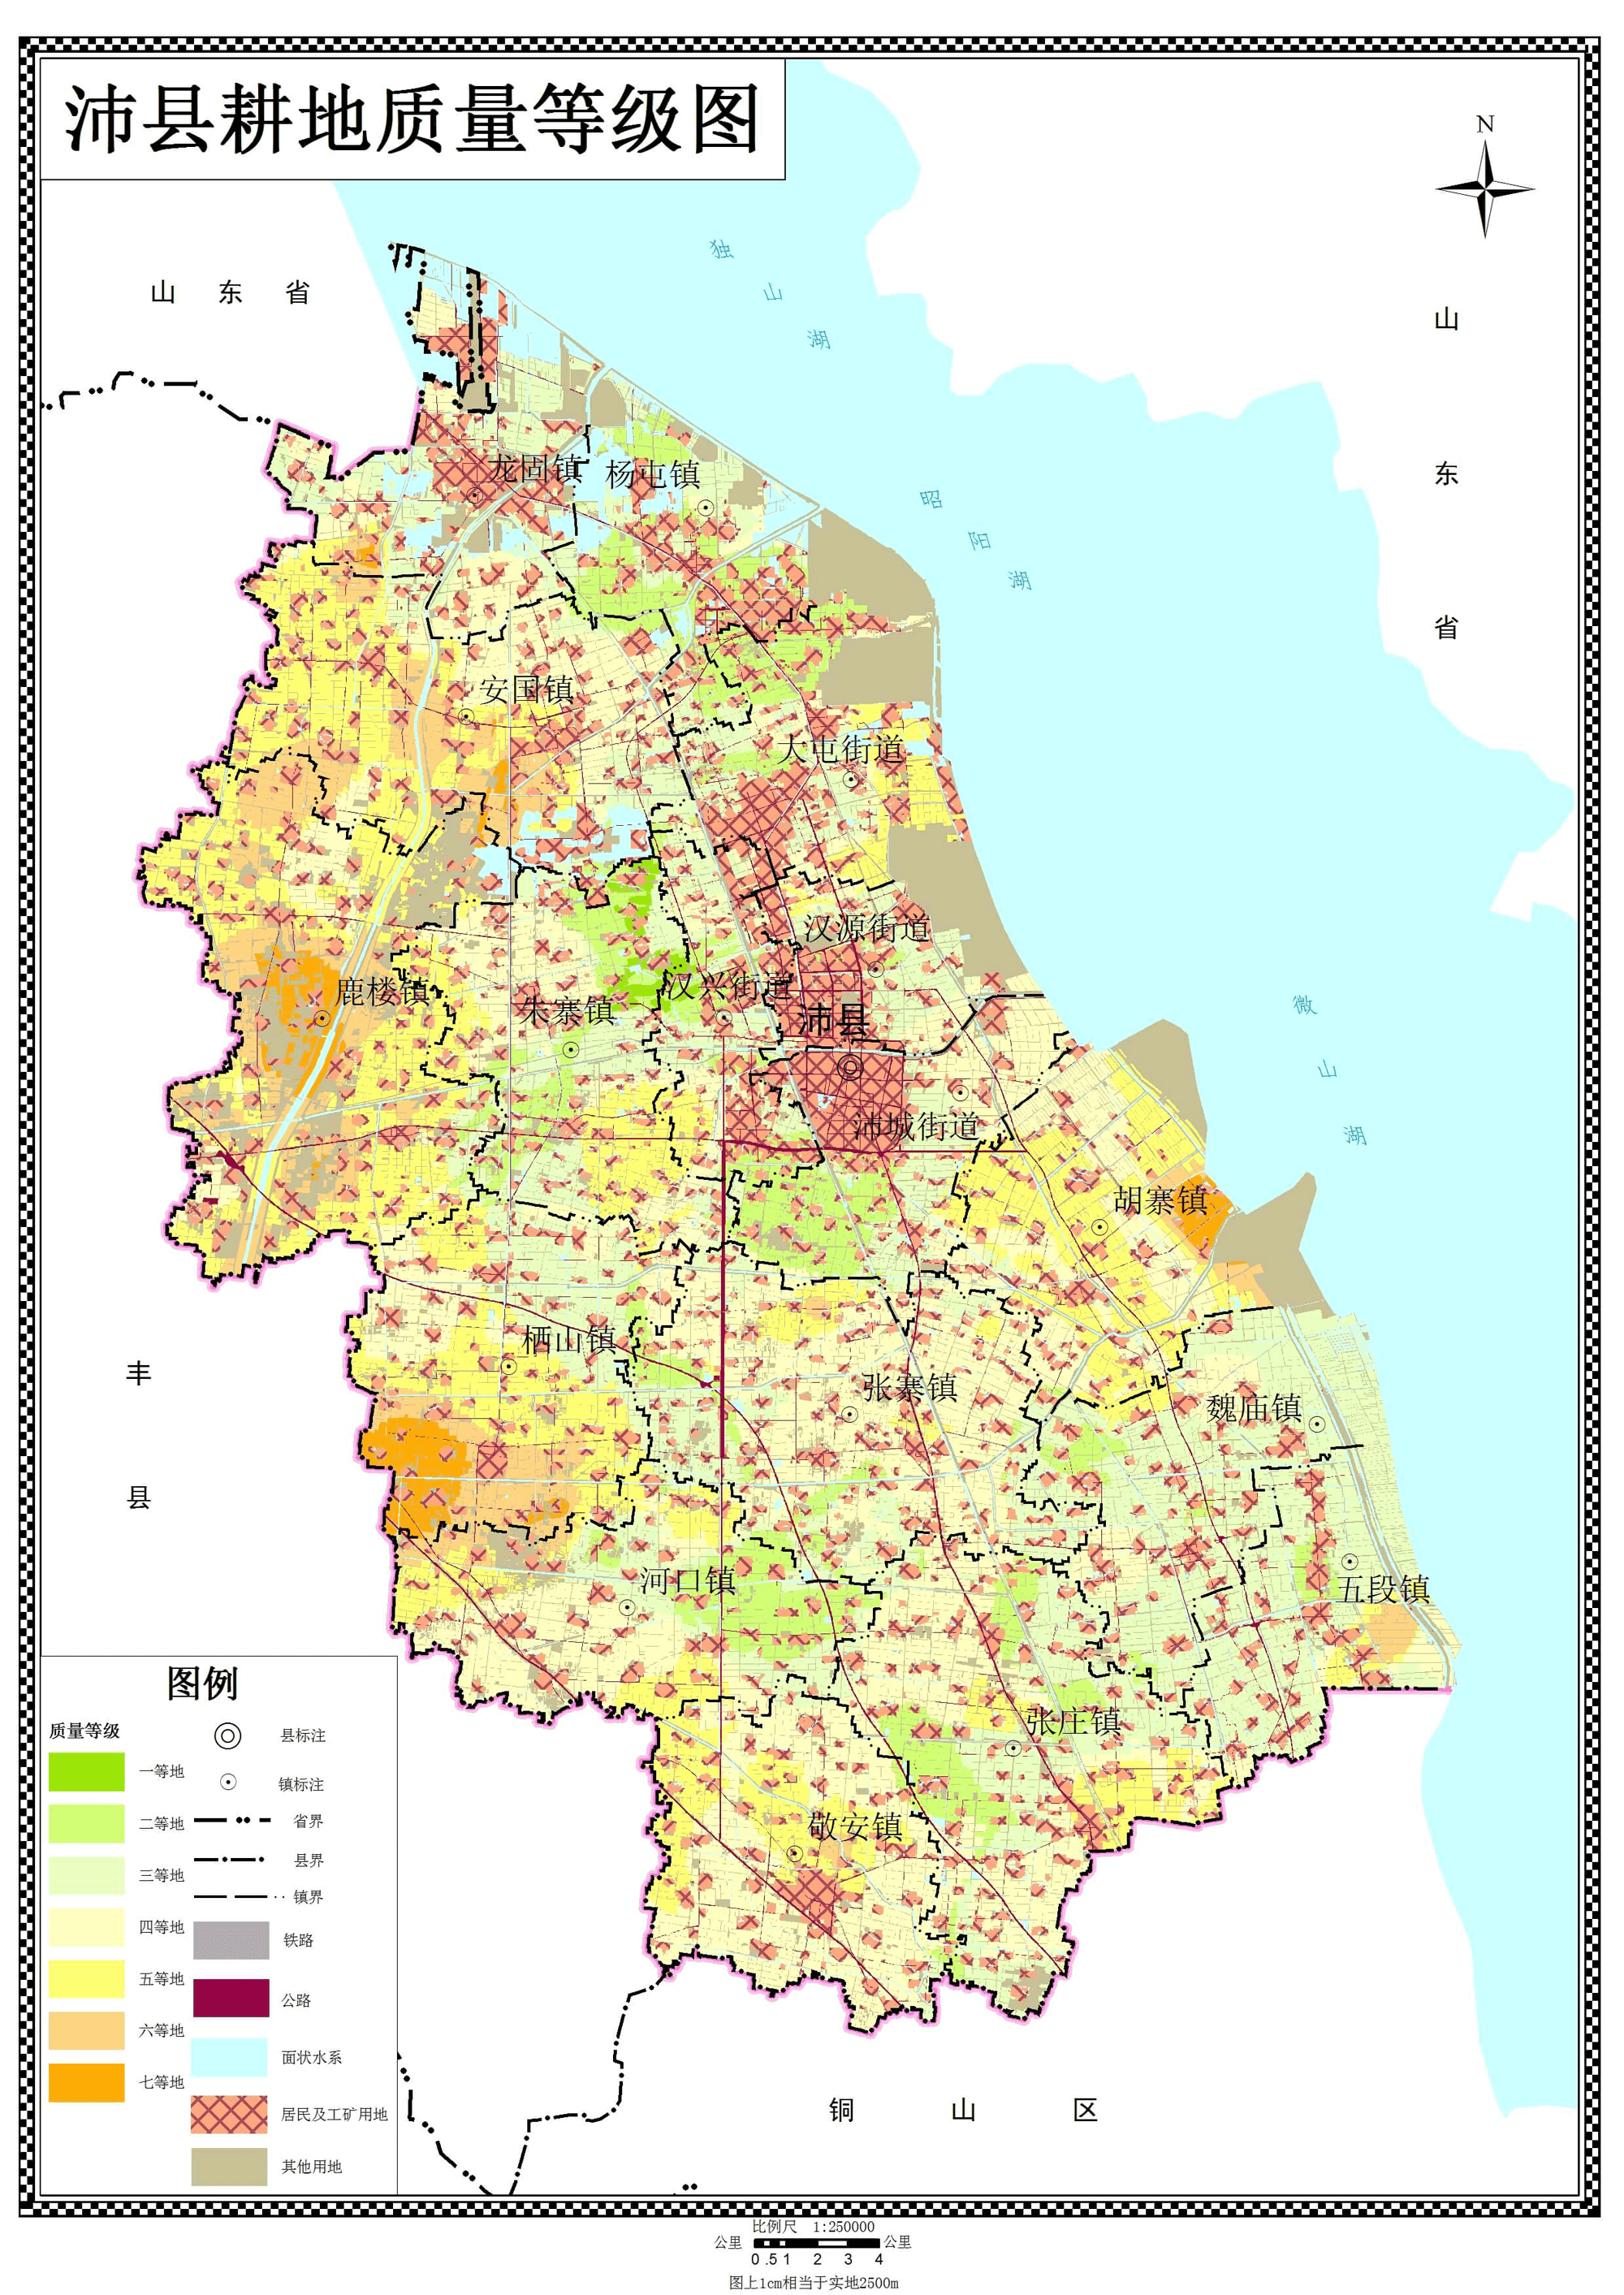 沛县耕地质量等级图
N
山东省
独山湖
山东省
昭阳湖
微山湖
龙固镇
杨屯镇
安国镇
大屯街道
汉源街道
鹿楼镇
朱寨镇
汉兴街道
沛县
沛城街道
胡寨镇
栖山镇
张寨镇
魏庙镇
河口镇
五段镇
张庄镇
敬安镇
丰县
铜山区
图例
质量等级
一等地
二等地
三等地
四等地
五等地
六等地
七等地
县标注
镇标注
省界
县界
镇界
铁路
公路
面状水系
居民及工矿用地
其他用地
比例尺 1:250000
公里 公里
0 .5 1 2 3 4
图上1cm相当于实地2500m